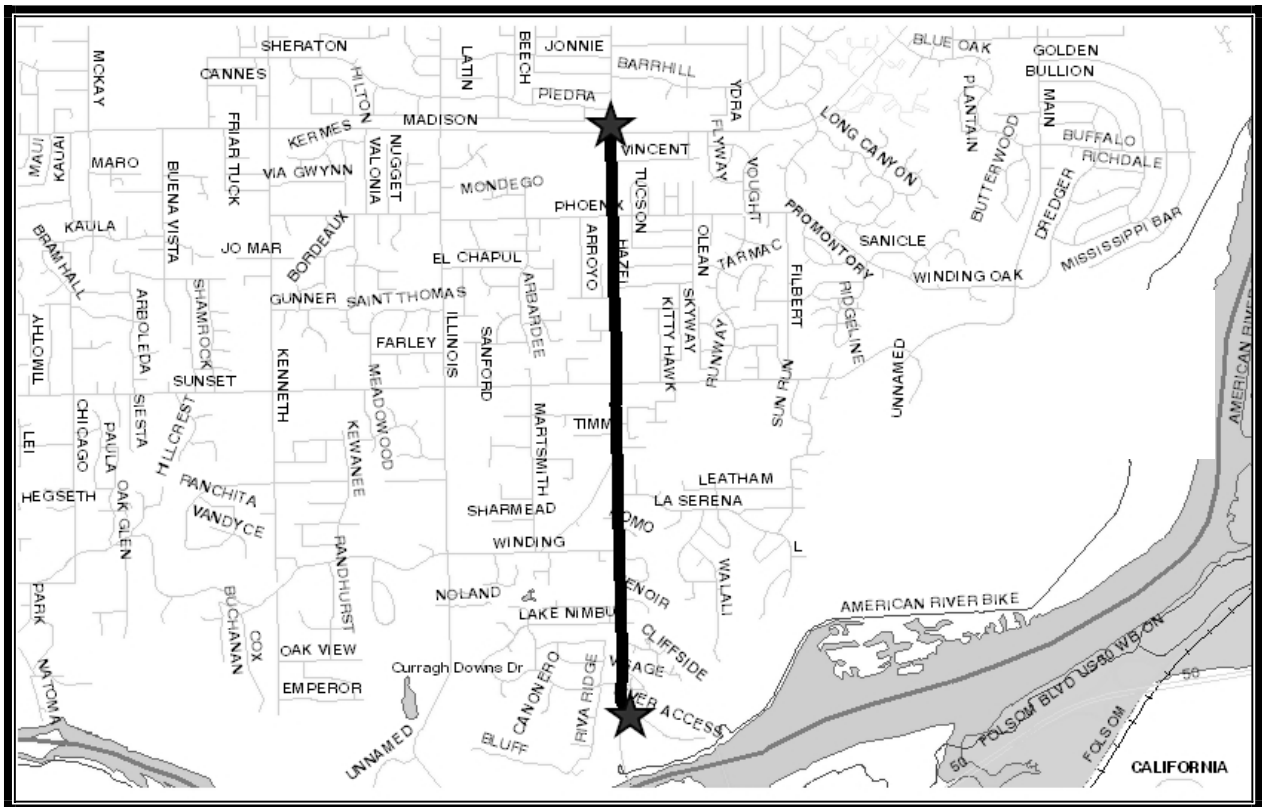 BLUE OAK
GOLDEN
BULLION
JONNIE
BEECH
SHERATON
LATIN
MCKAY
CANNES
HILTON
BARRHILL
YDRA
PIEDRA
PLANTAIN
MAIN
MADISON
KERMES
FRIAR TUCK
LONG CANYON
BUFFALO
RICHDALE
MAUI
KAUAI
MARO
NUGGET
VALONIA
VINCENT
FLYWAY
BUTTERWOOD
BUENA VISTA
VIA GWYNN
MONDEGO
TUCSON
VOUGHT
DREDGER
PHOENIX
PROMONTORY
MISSISSIPPI BAR
KAULA
BRAMHALL
JO MAR
BORDEAUX
EL CHAPUL
ARROYO
HAZEL
OLEAN
TARMAC
SANICLE
WINDING OAK
GUNNER
SAINT THOMAS
ARBARDEE
SKYWAY
KITTY HAWK
FILBERT
RIDGELINE
AMERICAN RIVER
TIMOTHY
ARBOLEDA
SHAMROCK
FARLEY
ILLINOIS
SANFORD
RUNWAY
UNNAMED
SUNSET
KENNETH
MEADOWOOD
SUN RUN
AMERICAN RIVER
LEI
CHICAGO
PAULA
SIESTA
HILLCREST
KEWANEE
MARTSMITH
TIMM
HEGSETH
OAK GLEN
RANCHITA
VANDYCE
LEATHAM
LA SERENA
SHARMEAD
OMO
WINDING
L
PARK
BUCHANAN
COX
RANDHURST
NOLAND
ENOIR
WALALI
LAKE NIMBU
AMERICAN RIVER BIKE
CLIFFSIDE
OAK VIEW
Curragh Downs Dr
CANONERO
RIVA RIDGE
VISAGE
FOLSOM BLVD US50 WB ON
50
NATOMA
EMPEROR
VER ACCESS
UNNAMED
BLUFF
50
FOLSOM
CALIFORNIA